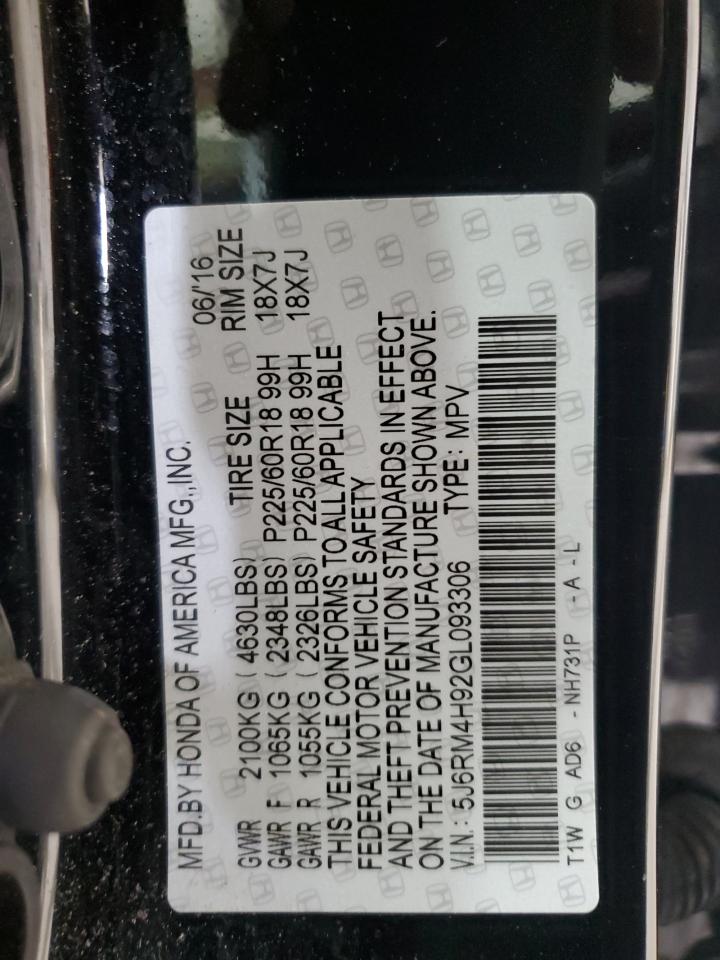 MFD.BY HONDA OF AMERICA MFG.,INC. 06/'16
GVWR 2100KG ( 4630LBS) TIRE SIZE RIM SIZE
GAWR F 1065KG ( 2348LBS) P225/60R18 99H 18X7J
GAWR R 1055KG ( 2326LBS) P225/60R18 99H 18X7J
THIS VEHICLE CONFORMS TO ALL APPLICABLE
FEDERAL MOTOR VEHICLE SAFETY
AND THEFT PREVENTION STANDARDS IN EFFECT
ON THE DATE OF MANUFACTURE SHOWN ABOVE.
V.I.N.: 5J6RM4H92GL093306 TYPE: MPV
T1W G AD6 - NH731P - A - L